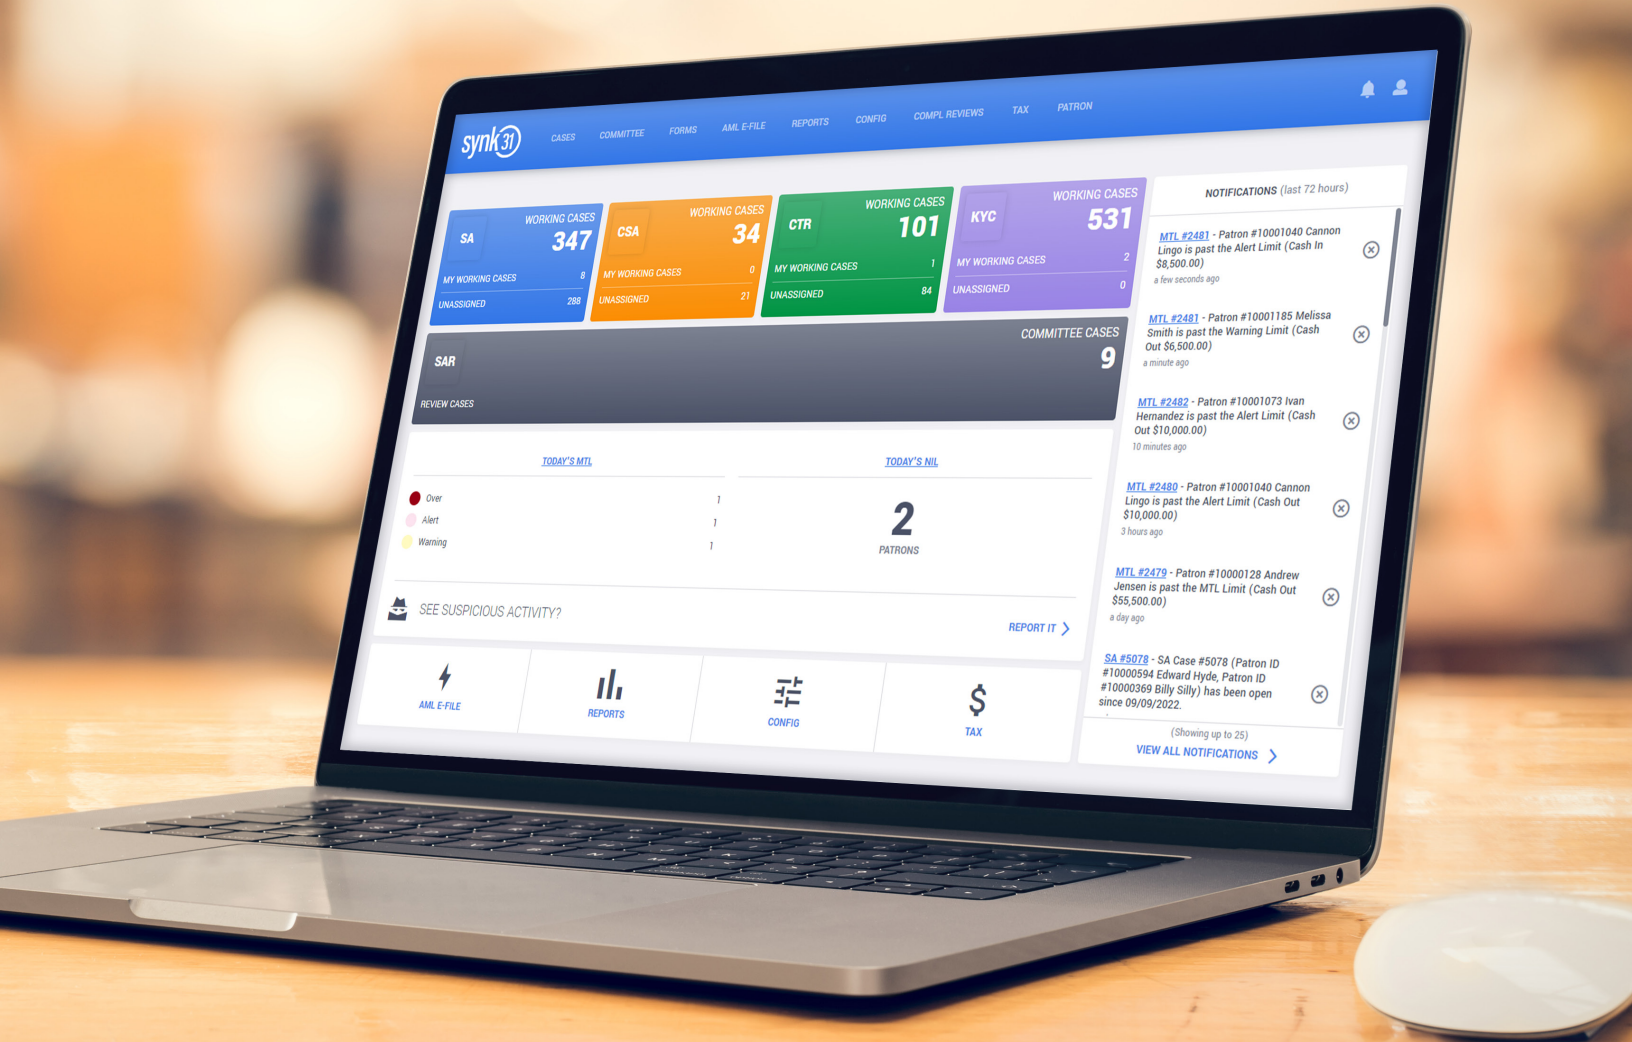 synk31
CASES
COMMITTEE
FORMS
AML E-FILE
REPORTS
CONFIG
COMPL REVIEWS
TAX
PATRON
SA
WORKING CASES
347
MY WORKING CASES 8
UNASSIGNED 288
CSA
WORKING CASES
34
MY WORKING CASES 0
UNASSIGNED 21
CTR
WORKING CASES
101
MY WORKING CASES 1
UNASSIGNED 84
KYC
WORKING CASES
531
MY WORKING CASES 2
UNASSIGNED 0
SAR
COMMITTEE CASES
9
REVIEW CASES
TODAY'S MTL
Over 1
Alert 1
Warning 1
TODAY'S NIL
2
PATRONS
SEE SUSPICIOUS ACTIVITY?
REPORT IT
AML E-FILE
REPORTS
CONFIG
TAX
NOTIFICATIONS (last 72 hours)
MTL #2481 - Patron #10001040 Cannon
Lingo is past the Alert Limit (Cash In
$8,500.00)
a few seconds ago
MTL #2481 - Patron #10001185 Melissa
Smith is past the Warning Limit (Cash
Out $6,500.00)
a minute ago
MTL #2482 - Patron #10001073 Ivan
Hernandez is past the Alert Limit (Cash
Out $10,000.00)
10 minutes ago
MTL #2480 - Patron #10001040 Cannon
Lingo is past the Alert Limit (Cash Out
$10,000.00)
3 hours ago
MTL #2479 - Patron #10000128 Andrew
Jensen is past the MTL Limit (Cash Out
$55,500.00)
a day ago
SA #5078 - SA Case #5078 (Patron ID
#10000594 Edward Hyde, Patron ID
#10000369 Billy Silly) has been open
since 09/09/2022.
(Showing up to 25)
VIEW ALL NOTIFICATIONS